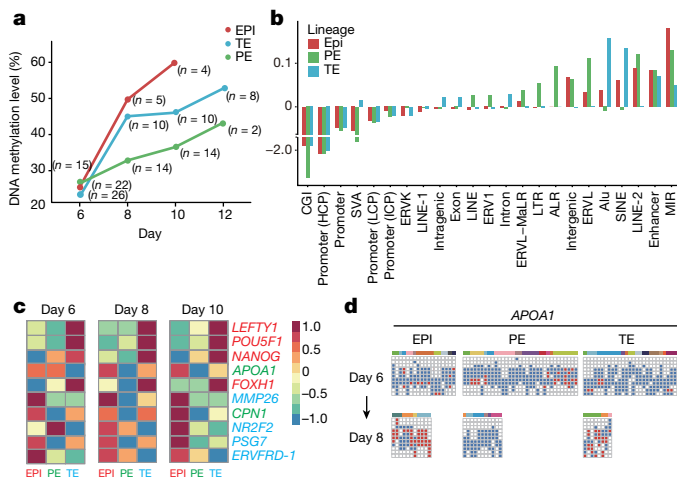 a
EPI
TE
PE
DNA methylation level (%)
60
50
40
30
20
(n = 4)
(n = 5)
(n = 8)
(n = 10)
(n = 10)
(n = 2)
(n = 15)
(n = 14)
(n = 14)
(n = 22)
(n = 26)
6
8
10
12
Day
b
Lineage
Epi
PE
TE
0.1
0
–2.0
CGI
Promoter (HCP)
Promoter
SVA
Promoter (LCP)
Promoter (ICP)
ERVK
LINE-1
Intragenic
Exon
LINE
ERV1
Intron
ERVL–MaLR
LTR
ALR
Intergenic
ERVL
Alu
SINE
LINE-2
Enhancer
MIR
c
Day 6
Day 8
Day 10
LEFTY1
POU5F1
NANOG
APOA1
FOXH1
MMP26
CPN1
NR2F2
PSG7
ERVFRD-1
1.0
0.5
0
–0.5
–1.0
EPI PE TE
EPI PE TE
EPI PE TE
d
APOA1
EPI
PE
TE
Day 6
Day 8